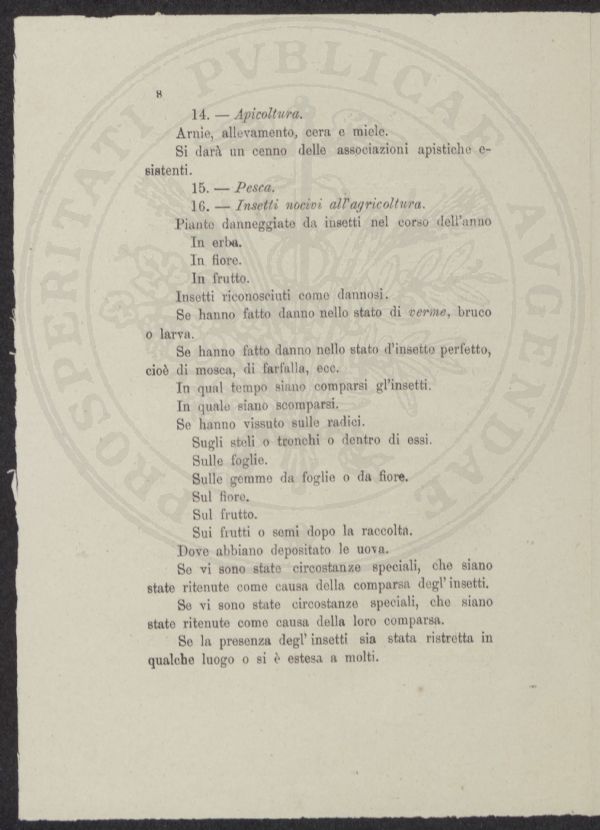 8
14. — Apicoltura.
Arnie, allevamento, cera e miele.
Si darà un cenno delle associazioni apistiche e-
sistenti.
15. — Pesca.
16. — Insetti nocivi all'agricoltura.
Piante danneggiate da insetti nel corso dell'anno
In erba.
In fiore.
In frutto.
Insetti riconosciuti come dannosi.
Se hanno fatto danno nello stato di verme, bruco
o larva.
Se hanno fatto danno nello stato d'insetto perfetto,
cioè di mosca, di farfalla, ecc.
In qual tempo siano comparsi gl'insetti.
In quale siano scomparsi.
Se hanno vissuto sulle radici.
Sugli steli o tronchi o dentro di essi.
Sulle foglie.
Sulle gemme da foglie o da fiore.
Sul fiore.
Sul frutto.
Sui frutti o semi dopo la raccolta.
Dove abbiano depositato le uova.
Se vi sono state circostanze speciali, che siano
state ritenute come causa della comparsa degl' insetti.
Se vi sono state circostanze speciali, che siano
state ritenute come causa della loro comparsa.
Se la presenza degl' insetti sia stata ristretta in
qualche luogo o si è estesa a molti.
PROSPERITATI PVBLICAE AVGENDAE